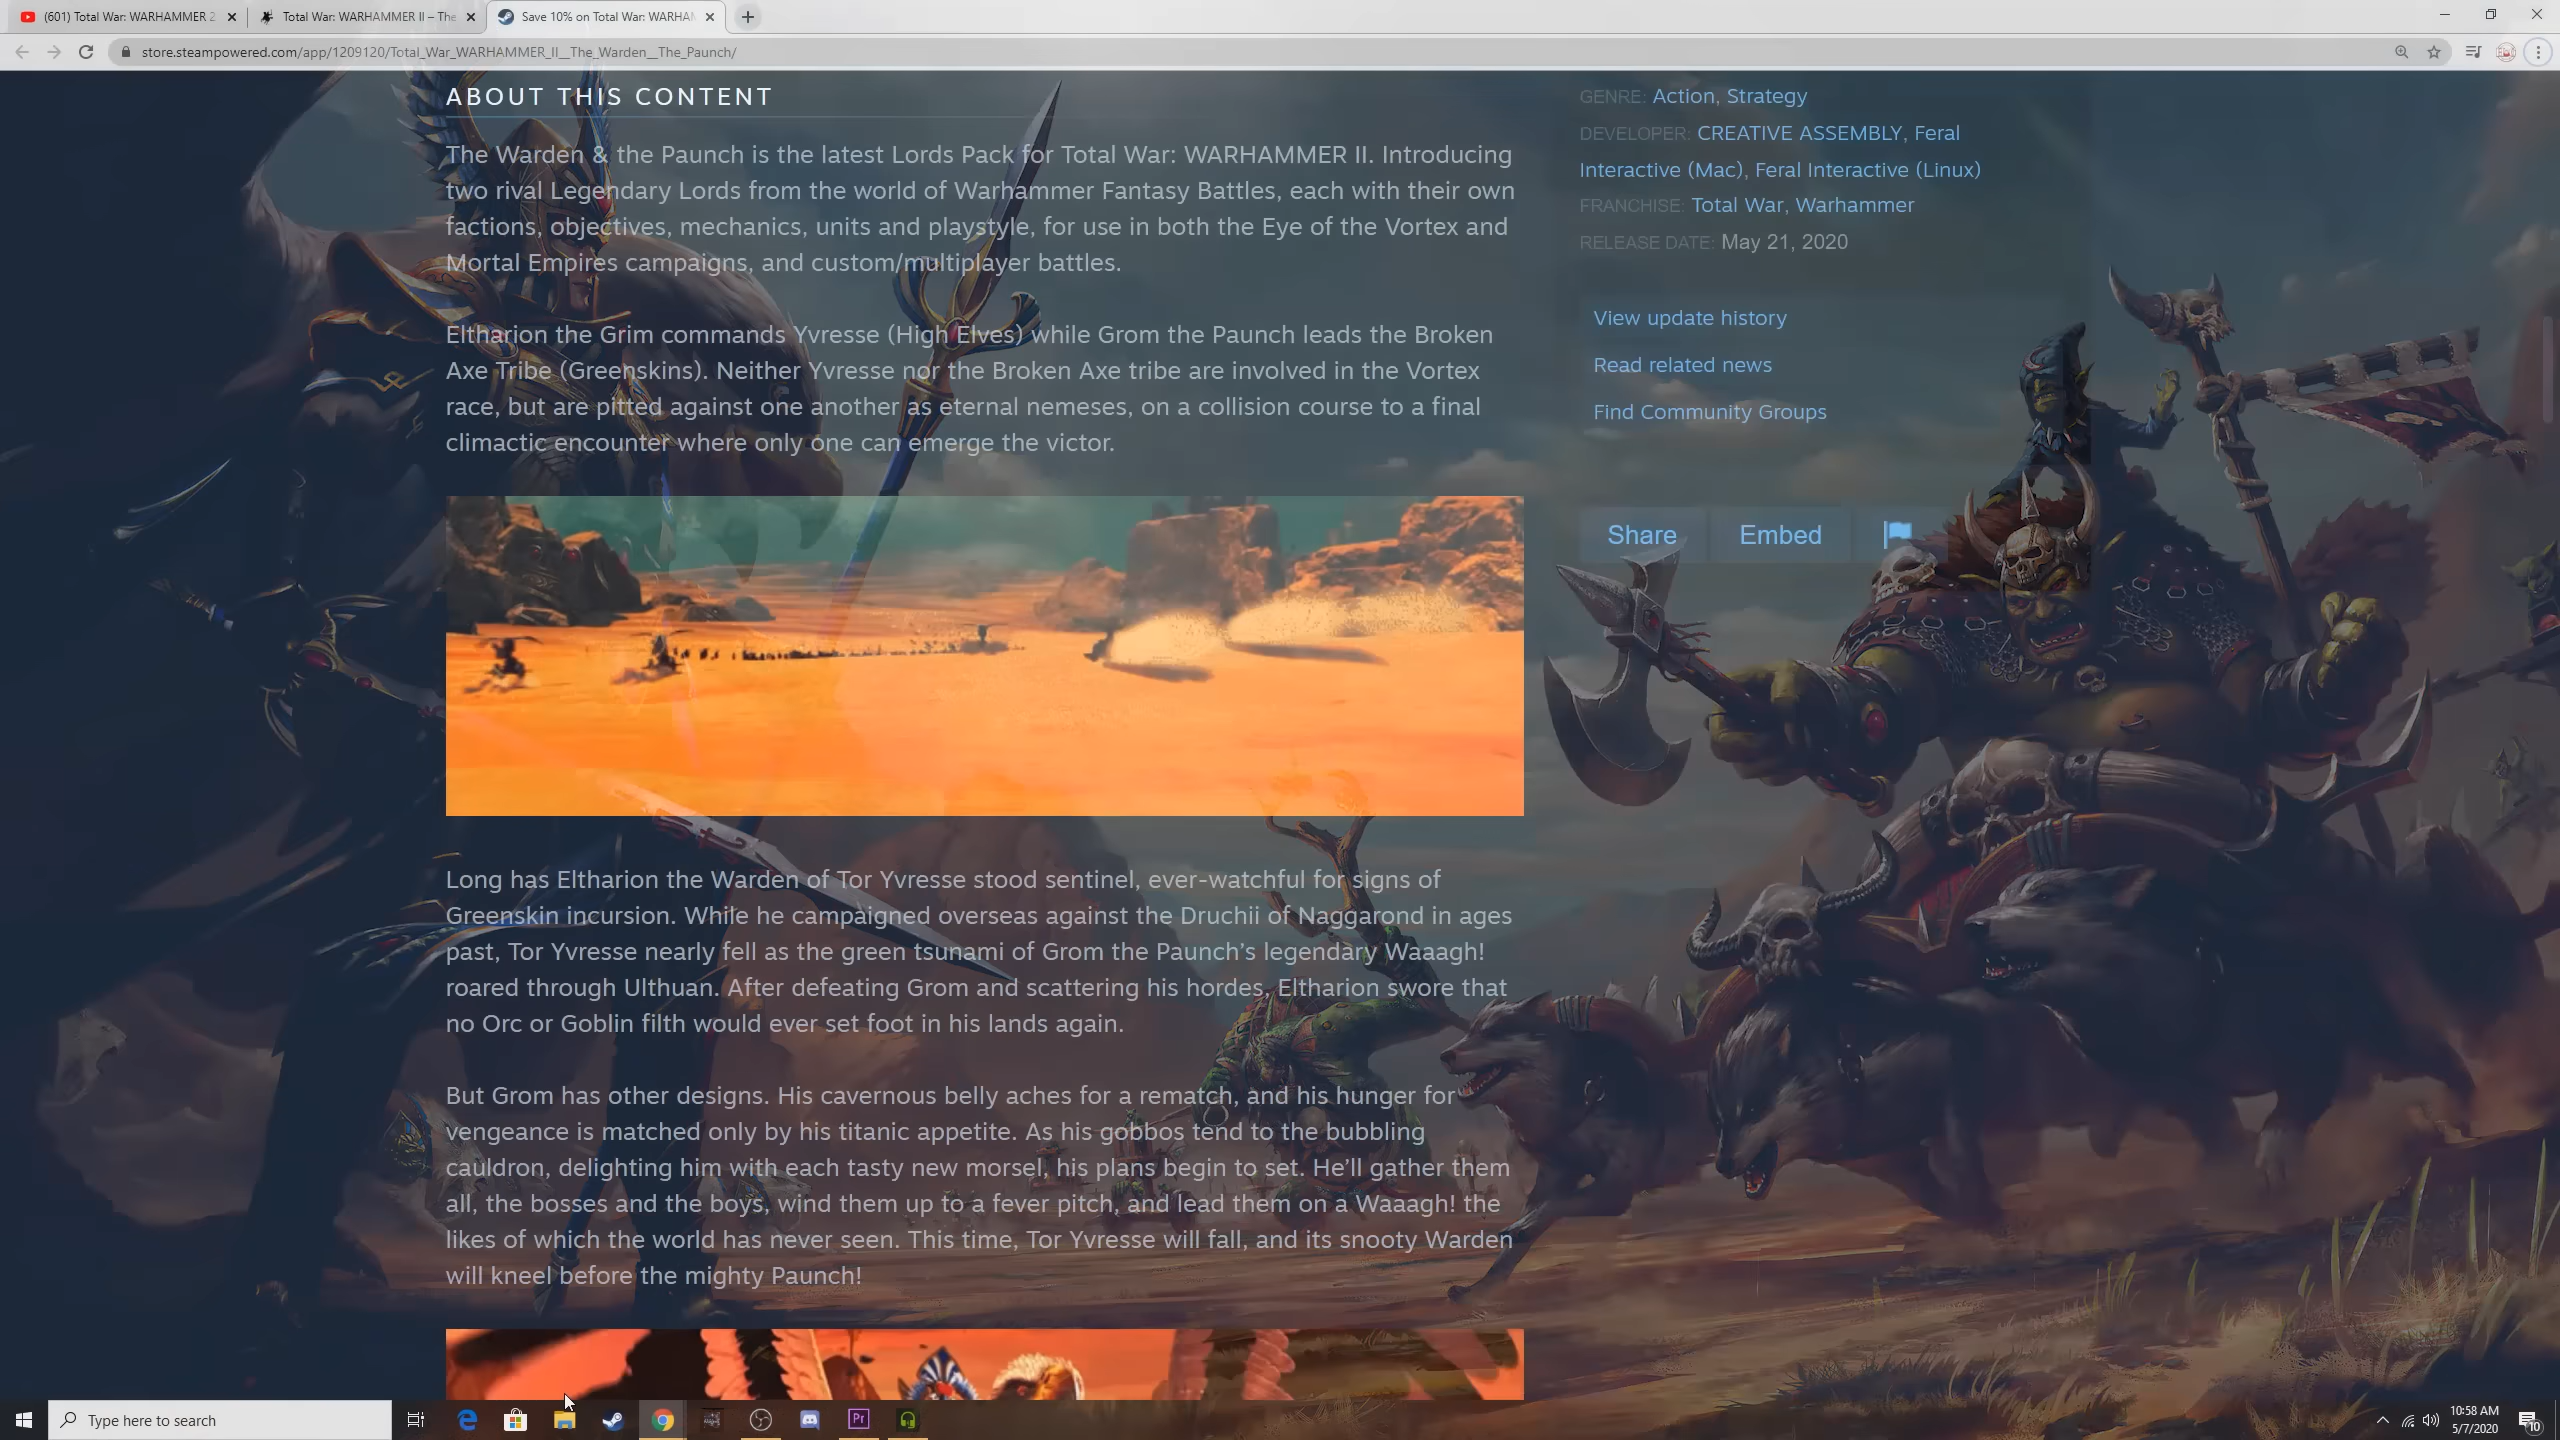 (601) Total War: WARHAMMER 2
Total War: WARHAMMER II – The
Save 10% on Total War: WARHAM
store.steampowered.com/app/1209120/Total_War_WARHAMMER_II__The_Warden__The_Paunch/
ABOUT THIS CONTENT
The Warden & the Paunch is the latest Lords Pack for Total War: WARHAMMER II. Introducing
two rival Legendary Lords from the world of Warhammer Fantasy Battles, each with their own
factions, objectives, mechanics, units and playstyle, for use in both the Eye of the Vortex and
Mortal Empires campaigns, and custom/multiplayer battles.
Eltharion the Grim commands Yvresse (High Elves) while Grom the Paunch leads the Broken
Axe Tribe (Greenskins). Neither Yvresse nor the Broken Axe tribe are involved in the Vortex
race, but are pitted against one another as eternal nemeses, on a collision course to a final
climactic encounter where only one can emerge the victor.
Long has Eltharion the Warden of Tor Yvresse stood sentinel, ever-watchful for signs of
Greenskin incursion. While he campaigned overseas against the Druchii of Naggarond in ages
past, Tor Yvresse nearly fell as the green tsunami of Grom the Paunch’s legendary Waaagh!
roared through Ulthuan. After defeating Grom and scattering his hordes, Eltharion swore that
no Orc or Goblin filth would ever set foot in his lands again.
But Grom has other designs. His cavernous belly aches for a rematch, and his hunger for
vengeance is matched only by his titanic appetite. As his gobbos tend to the bubbling
cauldron, delighting him with each tasty new morsel, his plans begin to set. He’ll gather them
all, the bosses and the boys, wind them up to a fever pitch, and lead them on a Waaagh! the
likes of which the world has never seen. This time, Tor Yvresse will fall, and its snooty Warden
will kneel before the mighty Paunch!
GENRE: Action, Strategy
DEVELOPER: CREATIVE ASSEMBLY, Feral
Interactive (Mac), Feral Interactive (Linux)
FRANCHISE: Total War, Warhammer
RELEASE DATE: May 21, 2020
View update history
Read related news
Find Community Groups
Share
Embed
Type here to search
Pr
10:58 AM
5/7/2020
10